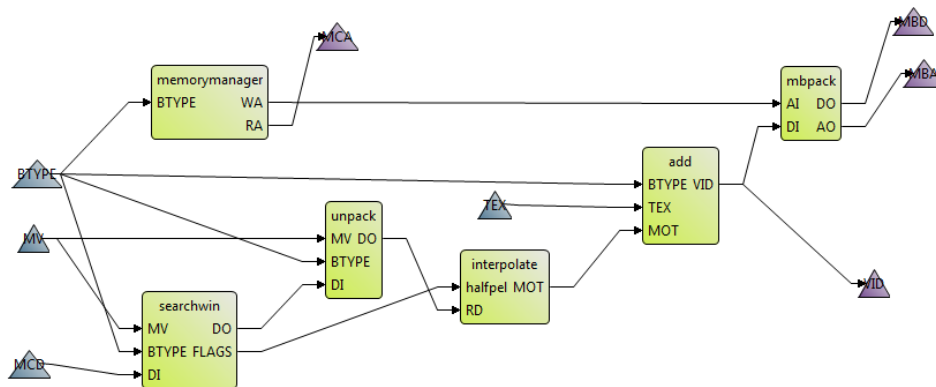 MBD
MCA
memorymanager
mbpack
MBA
BTYPE WA
AI DO
RA
DI AO
add
BTYPE
BTYPE VID
unpack
TEX
TEX
MV
MV DO
MOT
BTYPE
interpolate
DI
halfpel MOT
VID
searchwin
RD
MV DO
BTYPE FLAGS
MCD
DI